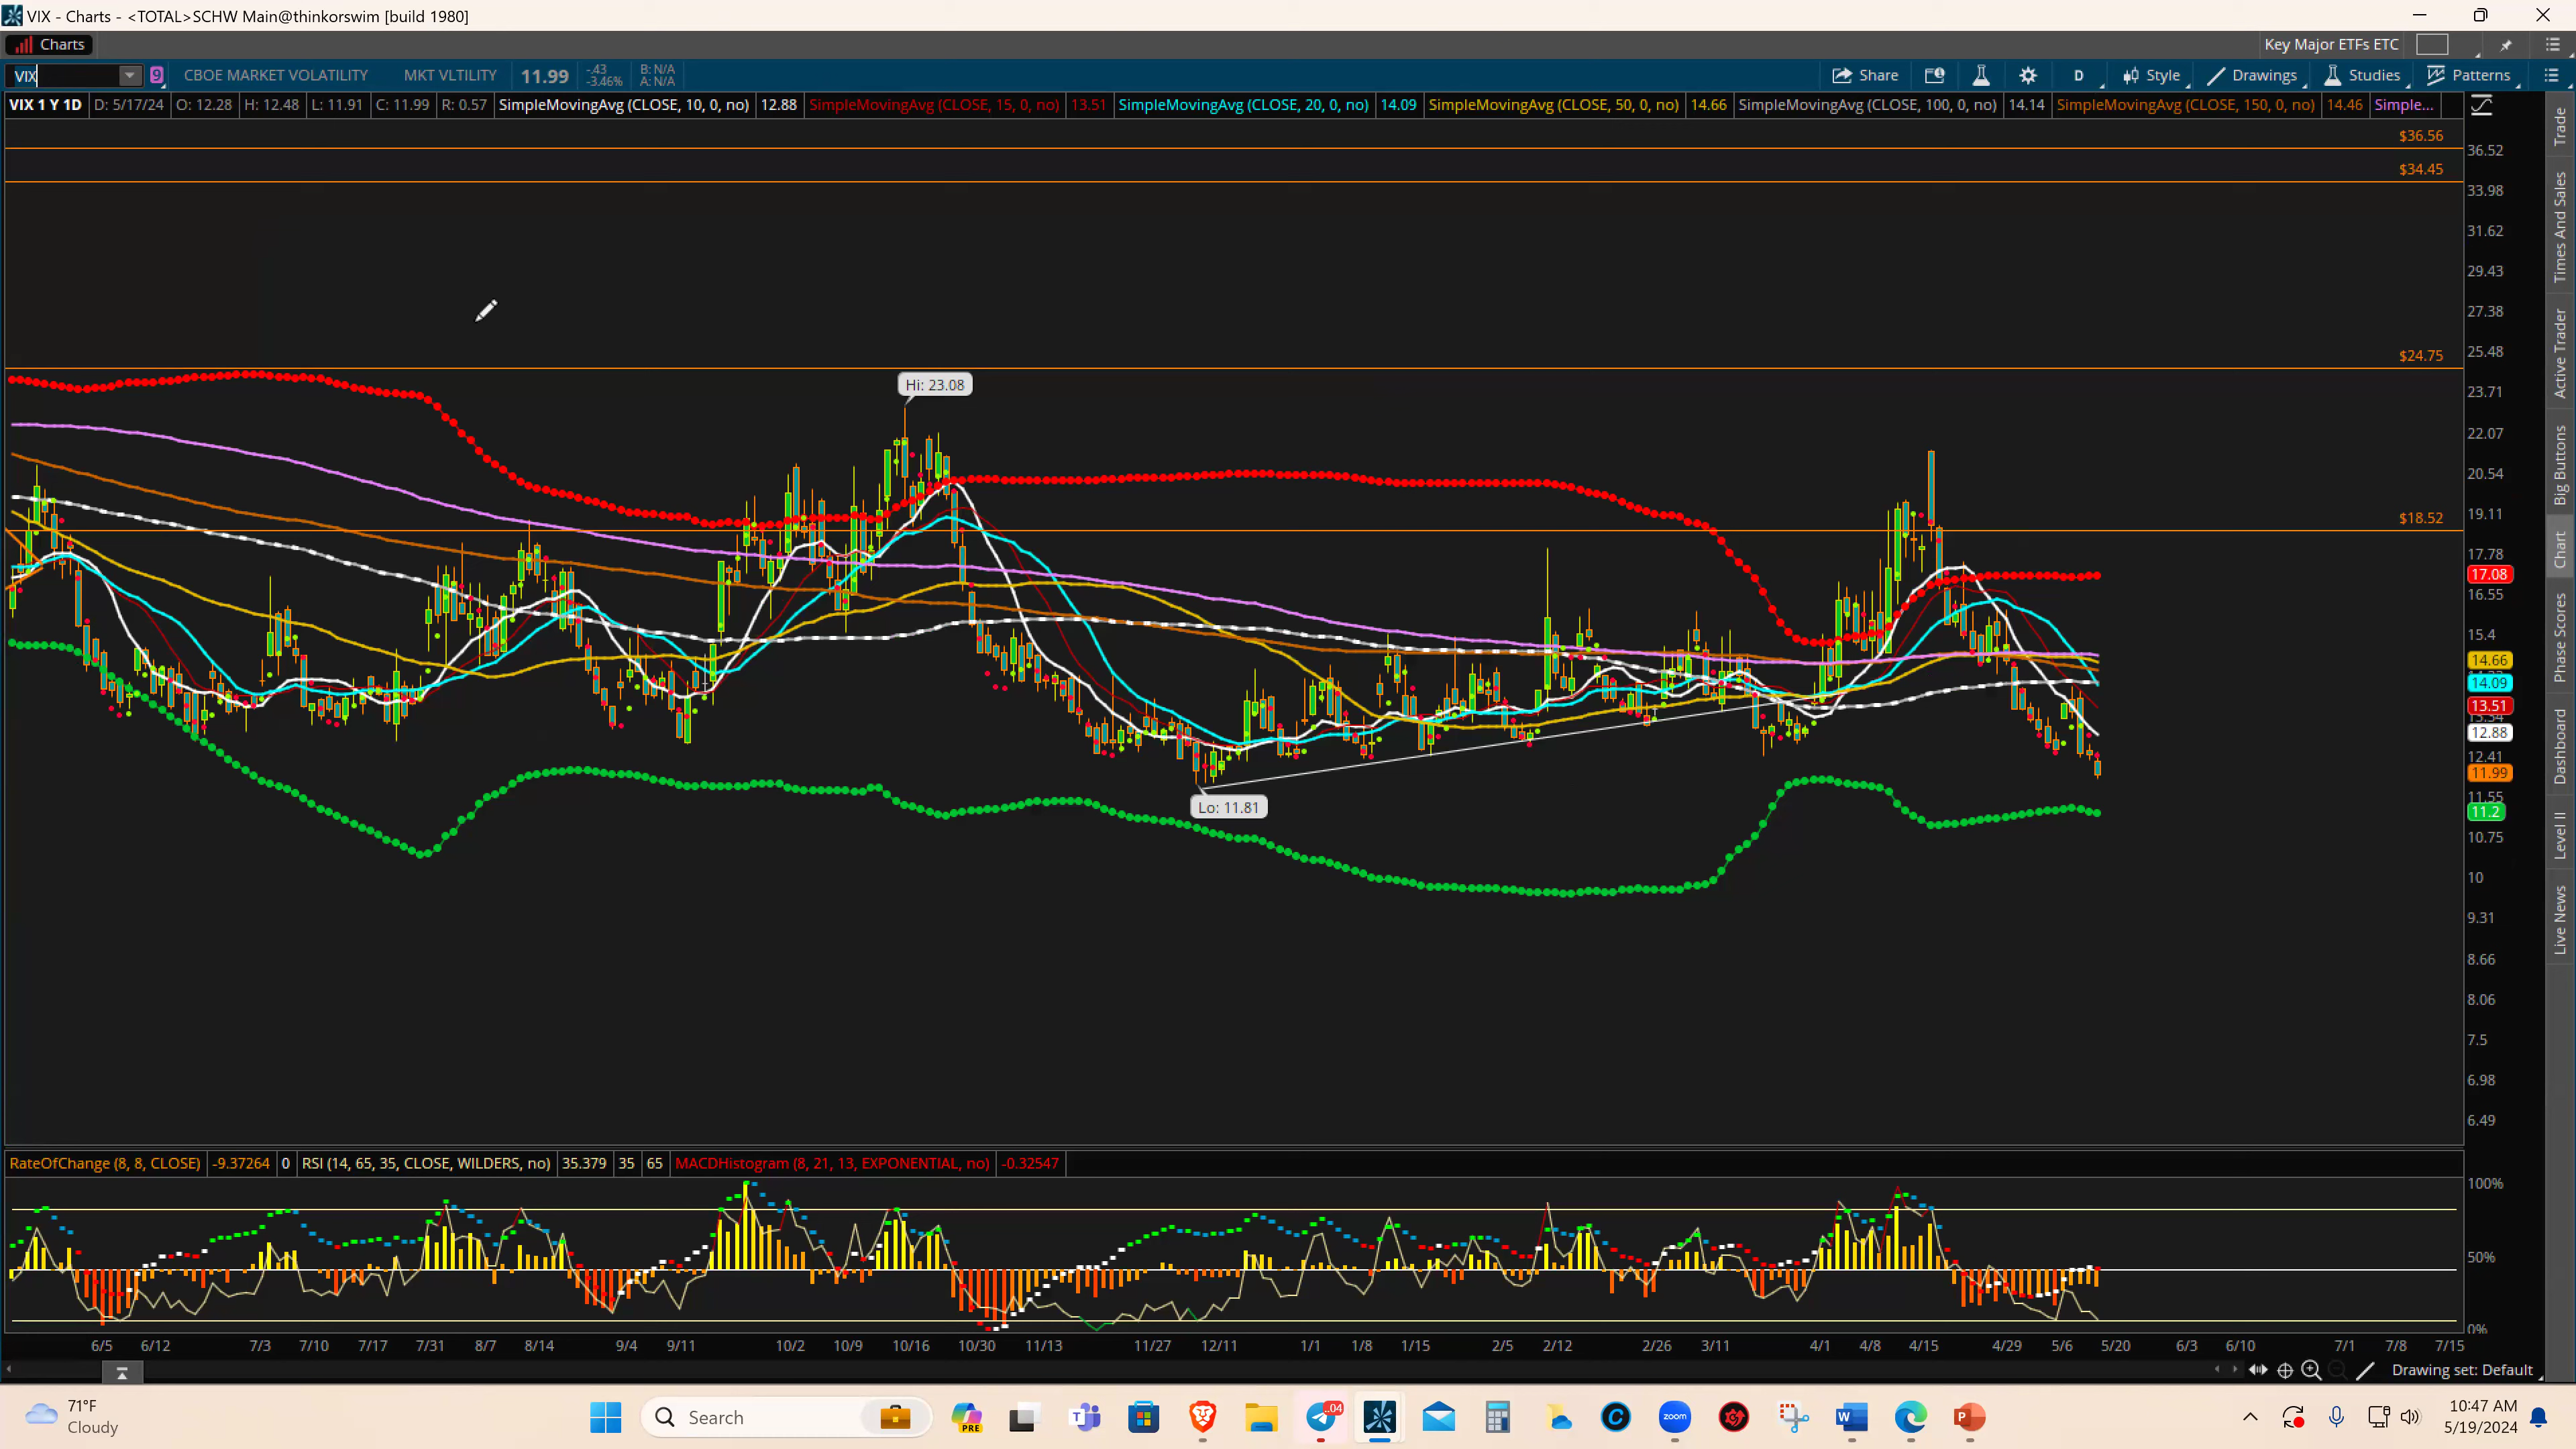 VIX - Charts - <TOTAL>SCHW Main@thinkorswim [build 1980]
Charts
Key Major ETFs ETC
VIX
9
CBOE MARKET VOLATILITY
MKT VLTILITY
11.99
-.43
-3.46%
B: N/A
A: N/A
Share
D
Style
Drawings
Studies
Patterns
VIX 1 Y 1D D: 5/17/24 O: 12.28 H: 12.48 L: 11.91 C: 11.99 R: 0.57 SimpleMovingAvg (CLOSE, 10, 0, no) 12.88 SimpleMovingAvg (CLOSE, 15, 0, no) 13.51 SimpleMovingAvg (CLOSE, 20, 0, no) 14.09 SimpleMovingAvg (CLOSE, 50, 0, no) 14.66 SimpleMovingAvg (CLOSE, 100, 0, no) 14.14 SimpleMovingAvg (CLOSE, 150, 0, no) 14.46 Simple...
$36.56
$34.45
$24.75
$18.52
Hi: 23.08
Lo: 11.81
36.52
33.98
31.62
29.43
27.38
25.48
23.71
22.07
20.54
19.11
17.78
17.08
16.55
15.4
14.66
14.09
13.51
12.88
12.41
11.99
11.55
11.2
10.75
10
9.31
8.66
8.06
7.5
6.98
6.49
Trade
Times And Sales
Active Trader
Big Buttons
Chart
Phase Scores
Dashboard
Level II
Live News
RateOfChange (8, 8, CLOSE) -9.37264 0 RSI (14, 65, 35, CLOSE, WILDERS, no) 35.379 35 65 MACDHistogram (8, 21, 13, EXPONENTIAL, no) -0.32547
100%
50%
0%
6/5 6/12 7/3 7/10 7/17 7/31 8/7 8/14 9/4 9/11 10/2 10/9 10/16 10/30 11/13 11/27 12/11 1/1 1/8 1/15 2/5 2/12 2/26 3/11 4/1 4/8 4/15 4/29 5/6 5/20 6/3 6/10 7/1 7/8 7/15
Drawing set: Default
71°F
Cloudy
Search
PRE
.04
zoom
10:47 AM
5/19/2024